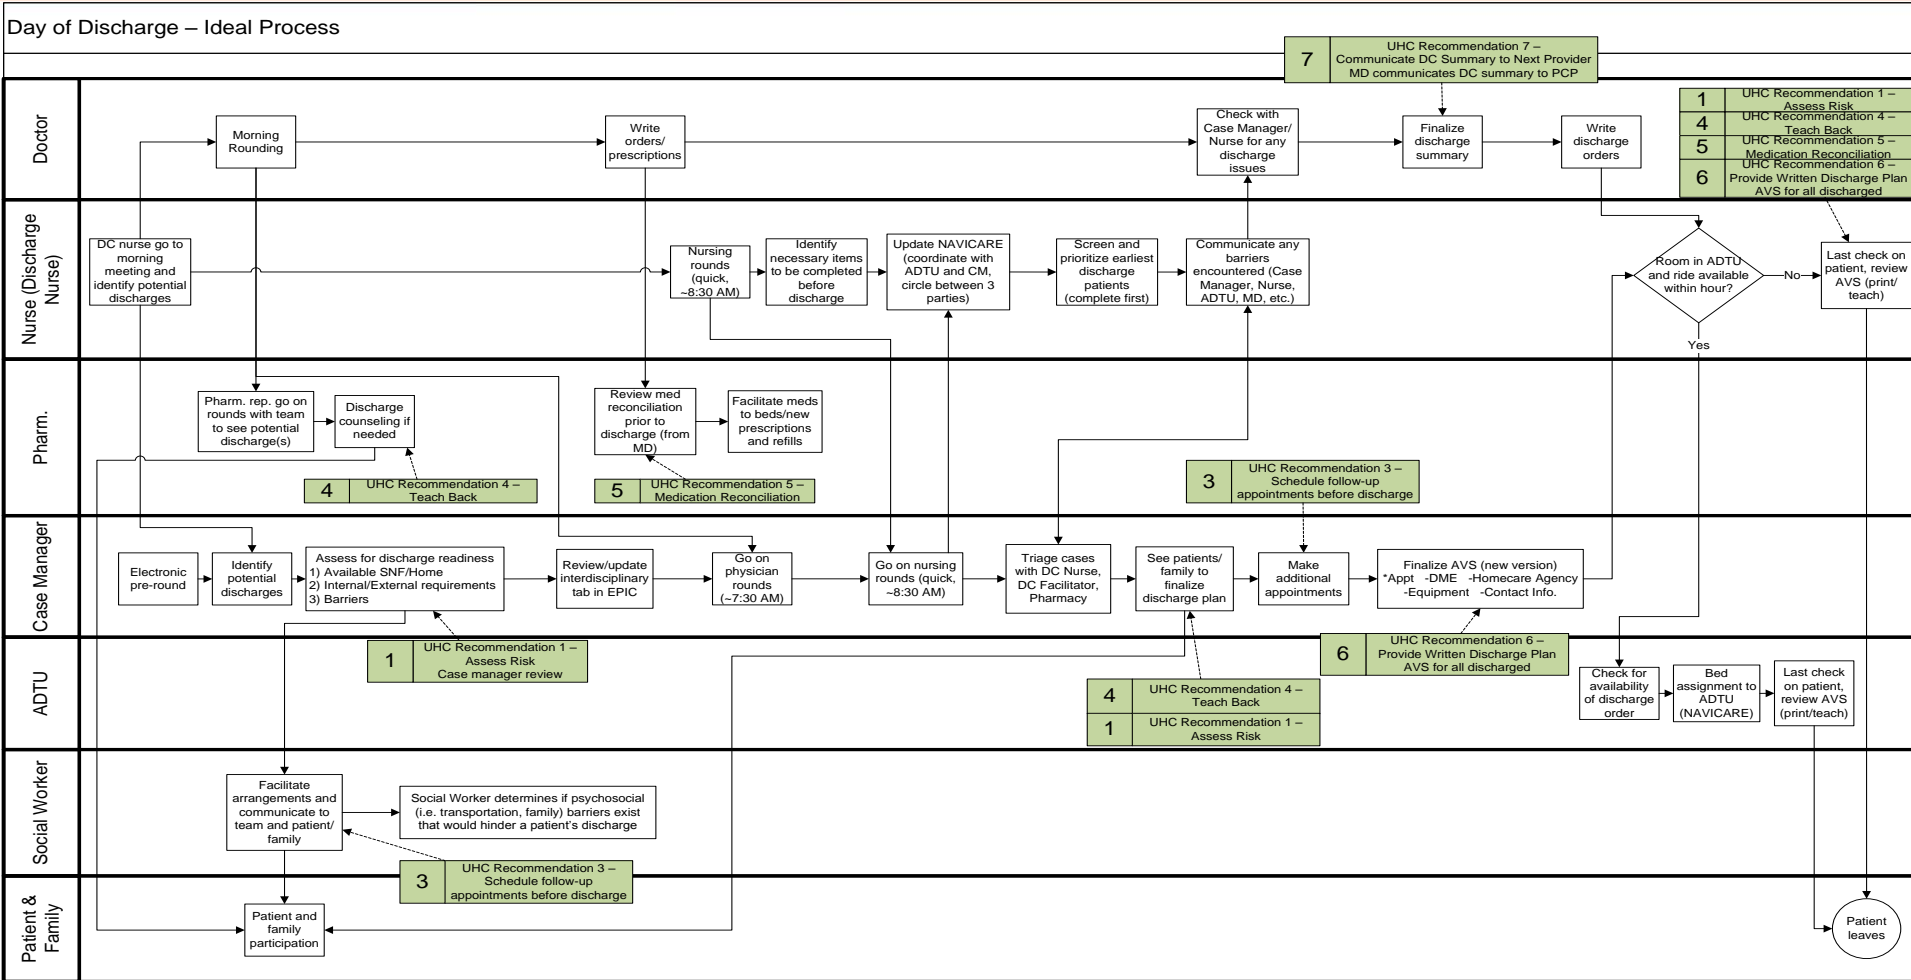 Day of Discharge – Ideal Process
7
UHC Recommendation 7 –
Communicate DC Summary to Next Provider
MD communicates DC summary to PCP
Doctor
Morning
Rounding
Write
orders/
prescriptions
Check with
Case Manager/
Nurse for any
discharge
issues
Finalize
discharge
summary
Write
discharge
orders
1
UHC Recommendation 1 –
Assess Risk
4
UHC Recommendation 4 –
Teach Back
5
UHC Recommendation 5 –
Medication Reconciliation
6
UHC Recommendation 6 –
Provide Written Discharge Plan
AVS for all discharged
Nurse (Discharge
Nurse)
DC nurse go to
morning
meeting and
identify potential
discharges
Nursing
rounds
(quick,
~8:30 AM)
Identify
necessary items
to be completed
before
discharge
Update NAVICARE
(coordinate with
ADTU and CM,
circle between 3
parties)
Screen and
prioritize earliest
discharge
patients
(complete first)
Communicate any
barriers
encountered (Case
Manager, Nurse,
ADTU, MD, etc.)
Room in ADTU
and ride available
within hour?
No
Yes
Last check on
patient, review
AVS (print/
teach)
Pharm.
Pharm. rep. go on
rounds with team
to see potential
discharge(s)
Discharge
counseling if
needed
4
UHC Recommendation 4 –
Teach Back
Review med
reconciliation
prior to
discharge (from
MD)
Facilitate meds
to beds/new
prescriptions
and refills
5
UHC Recommendation 5 –
Medication Reconciliation
3
UHC Recommendation 3 –
Schedule follow-up
appointments before discharge
Case Manager
Electronic
pre-round
Identify
potential
discharges
Assess for discharge readiness
1) Available SNF/Home
2) Internal/External requirements
3) Barriers
Review/update
interdisciplinary
tab in EPIC
Go on
physician
rounds
(~7:30 AM)
Go on nursing
rounds (quick,
~8:30 AM)
Triage cases
with DC Nurse,
DC Facilitator,
Pharmacy
See patients/
family to
finalize
discharge plan
Make
additional
appointments
Finalize AVS (new version)
*Appt -DME -Homecare Agency
-Equipment -Contact Info.
1
UHC Recommendation 1 –
Assess Risk
Case manager review
6
UHC Recommendation 6 –
Provide Written Discharge Plan
AVS for all discharged
ADTU
4
UHC Recommendation 4 –
Teach Back
1
UHC Recommendation 1 –
Assess Risk
Check for
availability
of discharge
order
Bed
assignment to
ADTU
(NAVICARE)
Last check
on patient,
review AVS
(print/teach)
Social Worker
Facilitate
arrangements and
communicate to
team and patient/
family
Social Worker determines if psychosocial
(i.e. transportation, family) barriers exist
that would hinder a patient's discharge
3
UHC Recommendation 3 –
Schedule follow-up
appointments before discharge
Patient &
Family
Patient and
family
participation
Patient
leaves